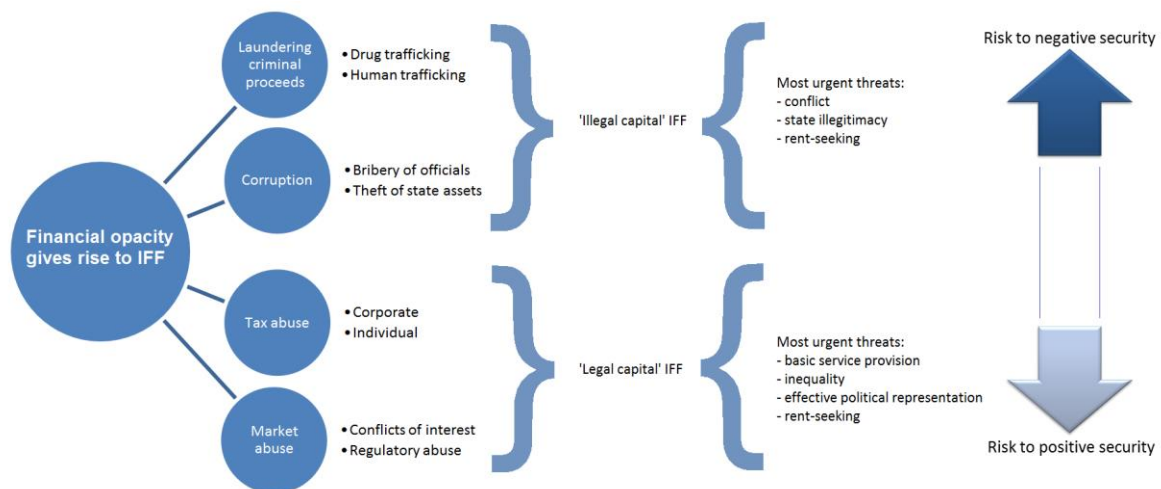 Financial opacity
gives rise to IFF
Laundering
criminal
proceeds
• Drug trafficking
• Human trafficking
Corruption
• Bribery of officials
• Theft of state assets
Tax abuse
• Corporate
• Individual
Market
abuse
• Conflicts of interest
• Regulatory abuse
'Illegal capital' IFF
'Legal capital' IFF
Most urgent threats:
- conflict
- state illegitimacy
- rent-seeking
Most urgent threats:
- basic service provision
- inequality
- effective political representation
- rent-seeking
Risk to negative security
Risk to positive security